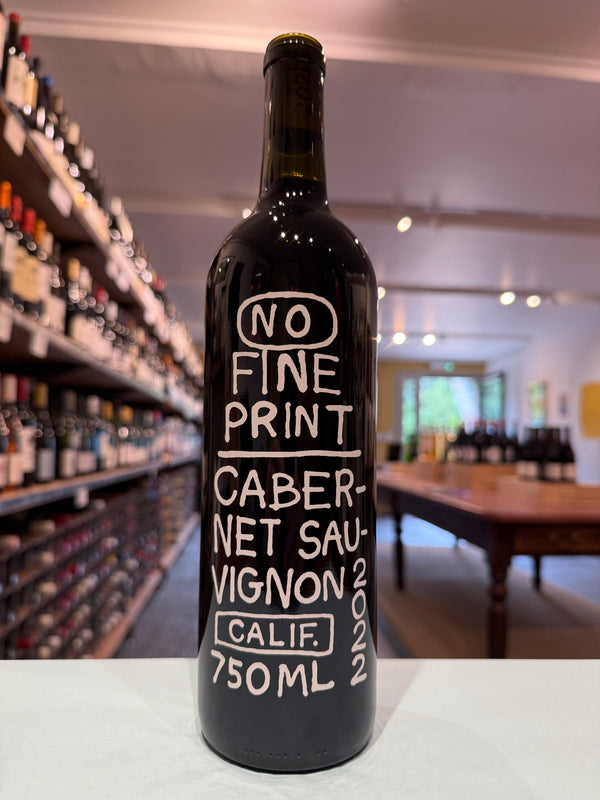 NO
FINE
PRINT
CABER-
NET SAU-
VIGNON
CALIF.
750ML
2022